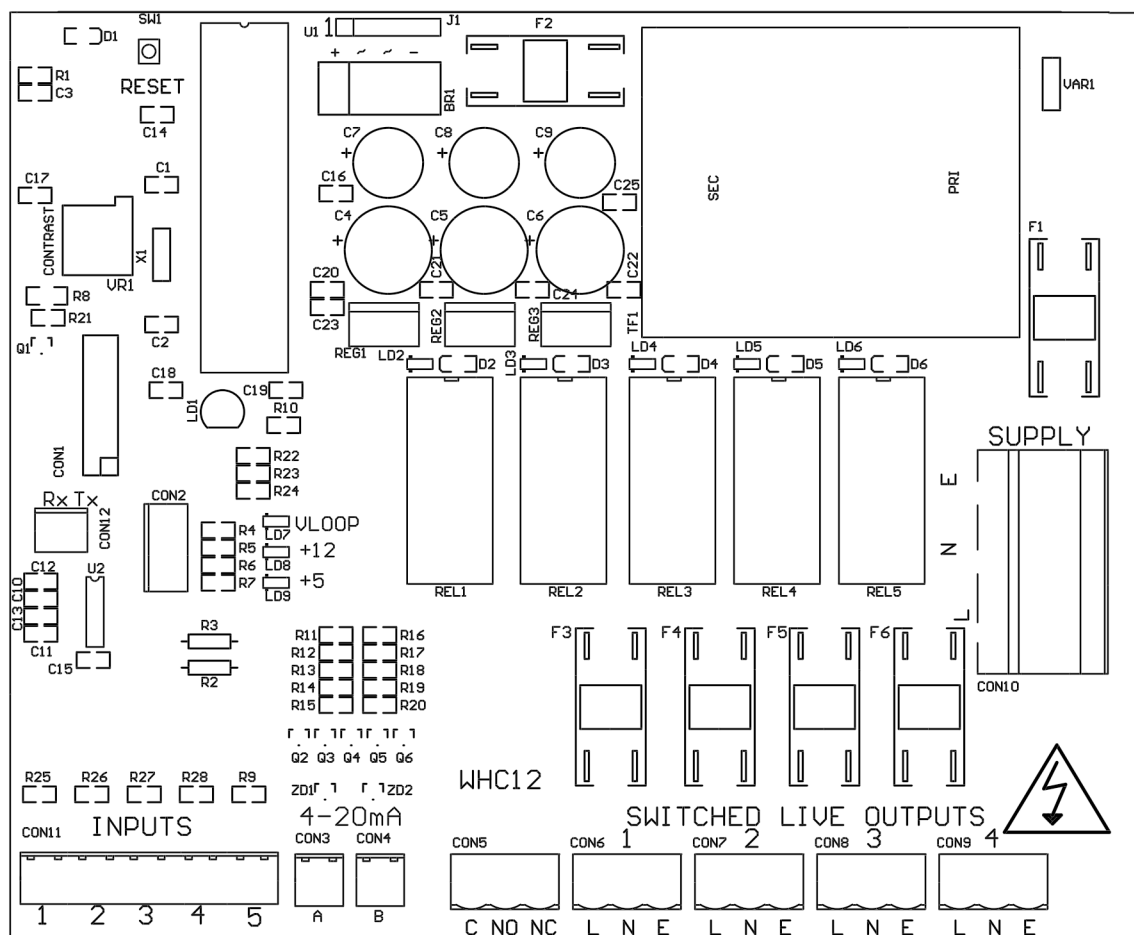 SW1
D1
RESET
R1
C3
C14
U1 1 J1
+ ~ ~ -
BR1
F2
VAR1
C7 C8 C9
+ + +
C16
C25
C17
C1
CONTRAST
VR1
X1
C4 C5 C6
+ + +
SEC
PRI
F1
C20
C21
C22
C23
C24
TF1
R8
R21
Q1
C2
REG1
REG2
REG3
LD2 D2
LD3 D3
LD4 D4
LD5 D5
LD6 D6
C18
C19
LD1
R10
CON1
R22
R23
R24
SUPPLY
E
N
L
CON10
Rx Tx
CON12
CON2
R4
R5
R6
R7
LD7 VLOOP
LD8 +12
LD9 +5
C12
C10
C13
C11
U2
C15
R3
R2
REL1 REL2 REL3 REL4 REL5
F3 F4 F5 F6
R11 R16
R12 R17
R13 R18
R14 R19
R15 R20
Q2 Q3 Q4 Q5 Q6
R25 R26 R27 R28 R9
ZD1 ZD2
4-20mA
WHC12
SWITCHED LIVE OUTPUTS
CON11 INPUTS
CON3 CON4
CON5
CON6 1
CON7 2
CON8 3
CON9 4
1 2 3 4 5
A B
C NO NC
L N E
L N E
L N E
L N E